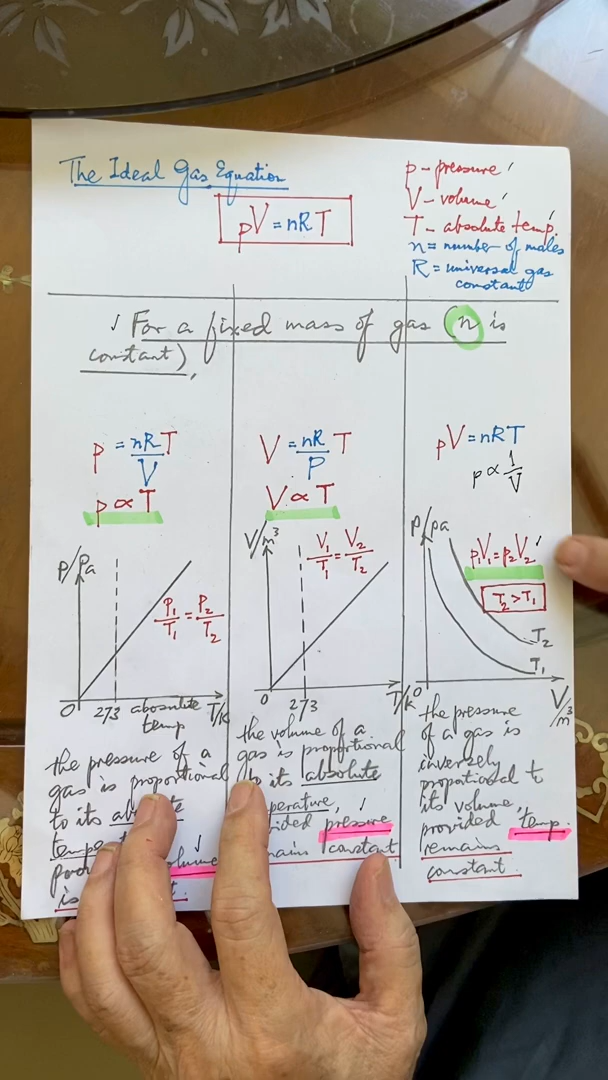 The Ideal Gas Equation
pV = nRT
p - pressure
V - volume
T - absolute temp.
n = number of moles
R = universal gas
constant
For a fixed mass of gas (n is
constant),
p = nR/V T
p ∝ T
P/Pa
P1/T1 = P2/T2
0 273 absolute T/K
temp
the pressure of a
gas is proportional
to its absolute
is
V = nR/P T
V ∝ T
V/m³
V1/T1 = V2/T2
0 273 T/K
the volume of a
gas is proportional
to its absolute
pressure
constant
pV = nRT
p ∝ 1/V
P/pa
p1V1 = p2V2
T2 > T1
T2
T1
0 V/m³
the pressure
of a gas is
inversely
propotional to
its volume,
provided temp.
remains
constant.